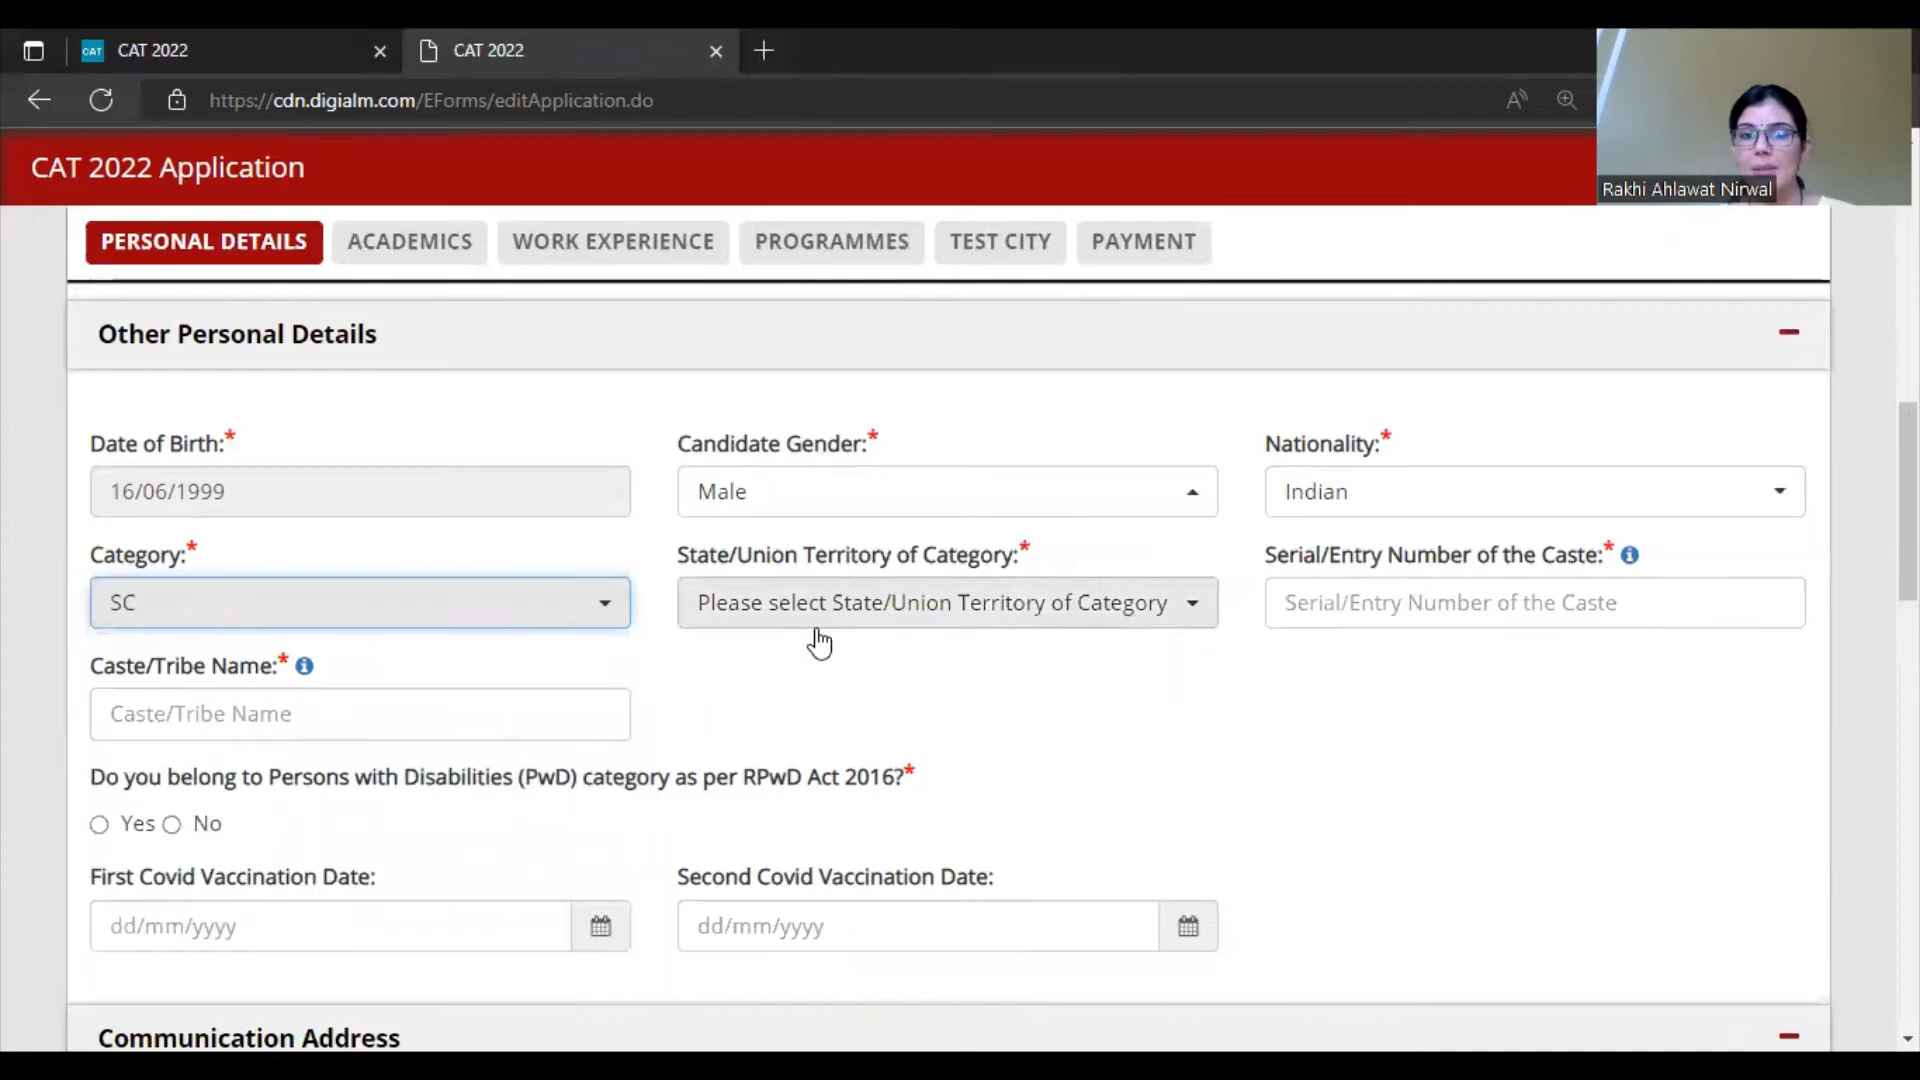 CAT CAT 2022
CAT 2022
https://cdn.digialm.com/EForms/editApplication.do
Rakhi Ahlawat Nirwal
CAT 2022 Application
PERSONAL DETAILS ACADEMICS WORK EXPERIENCE PROGRAMMES TEST CITY PAYMENT
Other Personal Details
Date of Birth:* Candidate Gender:* Nationality:*
16/06/1999 Male Indian
Category:* State/Union Territory of Category:* Serial/Entry Number of the Caste:*
SC Please select State/Union Territory of Category Serial/Entry Number of the Caste
Caste/Tribe Name:*
Caste/Tribe Name
Do you belong to Persons with Disabilities (PwD) category as per RPwD Act 2016?*
Yes No
First Covid Vaccination Date: Second Covid Vaccination Date:
dd/mm/yyyy dd/mm/yyyy
Communication Address